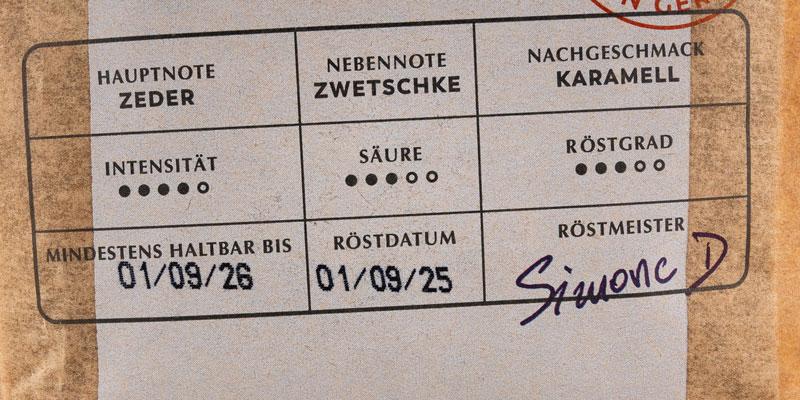 HAUPTNOTE
ZEDER
NEBENNOTE
ZWETSCHKE
NACHGESCHMACK
KARAMELL
INTENSITÄT
SÄURE
RÖSTGRAD
MINDESTENS HALTBAR BIS
01/09/26
RÖSTDATUM
01/09/25
RÖSTMEISTER
Simone D